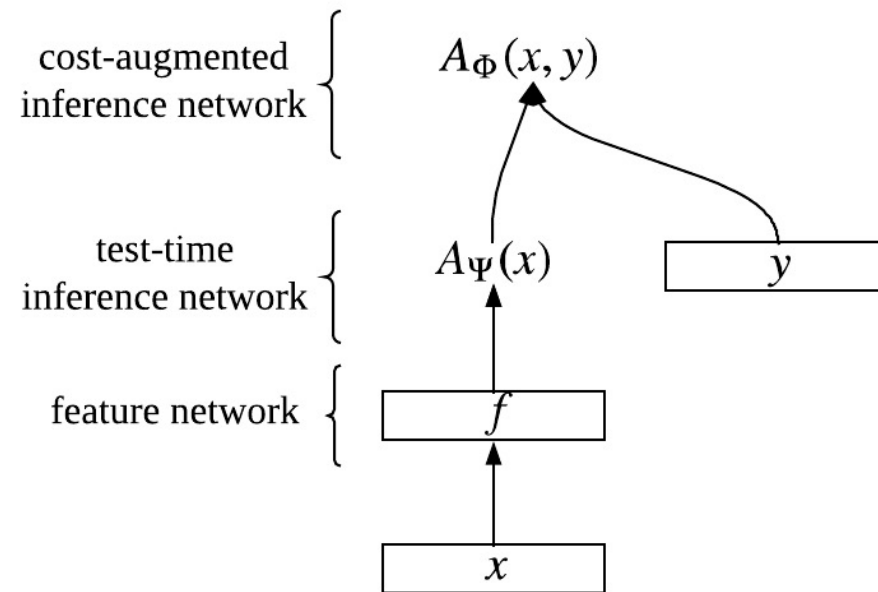 cost-augmented
inference network
A_Φ(x, y)
test-time
inference network
A_Ψ(x)
y
feature network
f
x